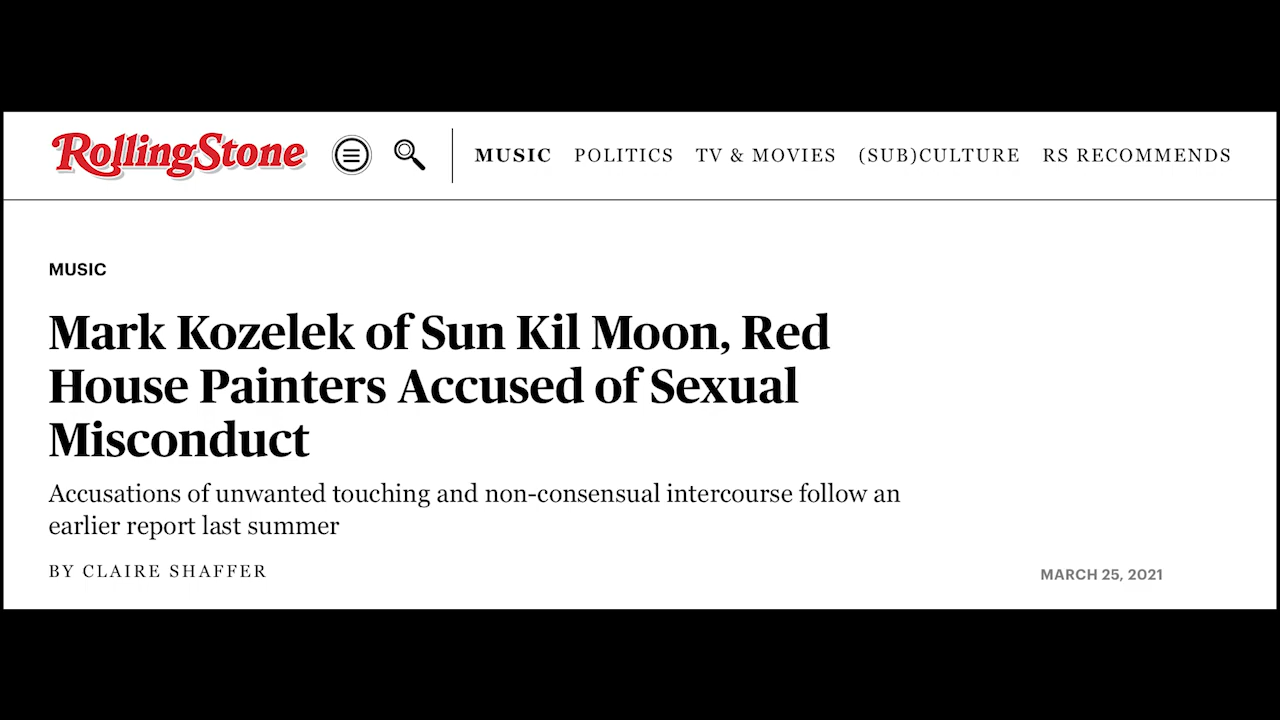 RollingStone
MUSIC POLITICS TV & MOVIES (SUB)CULTURE RS RECOMMENDS
MUSIC
Mark Kozelek of Sun Kil Moon, Red
House Painters Accused of Sexual
Misconduct
Accusations of unwanted touching and non-consensual intercourse follow an
earlier report last summer
BY CLAIRE SHAFFER
MARCH 25, 2021